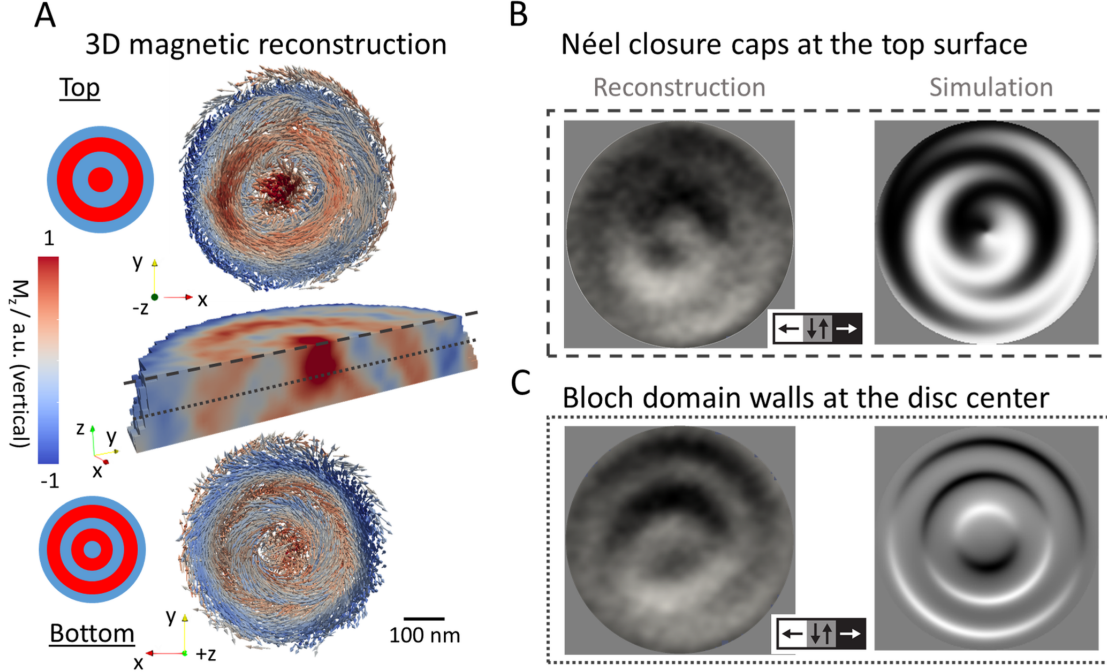 A
3D magnetic reconstruction
Top
1
M_z / a.u. (vertical)
-1
y
x
-z
z
y
x
Bottom
y
x
+z
100 nm
B
Néel closure caps at the top surface
Reconstruction
Simulation
C
Bloch domain walls at the disc center